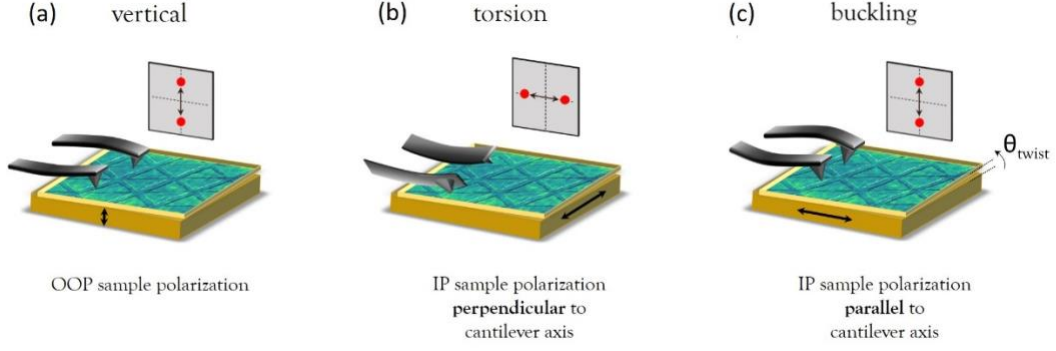 (a) vertical
(b) torsion
(c) buckling
θtwist
OOP sample polarization
IP sample polarization
perpendicular to
cantilever axis
IP sample polarization
parallel to
cantilever axis